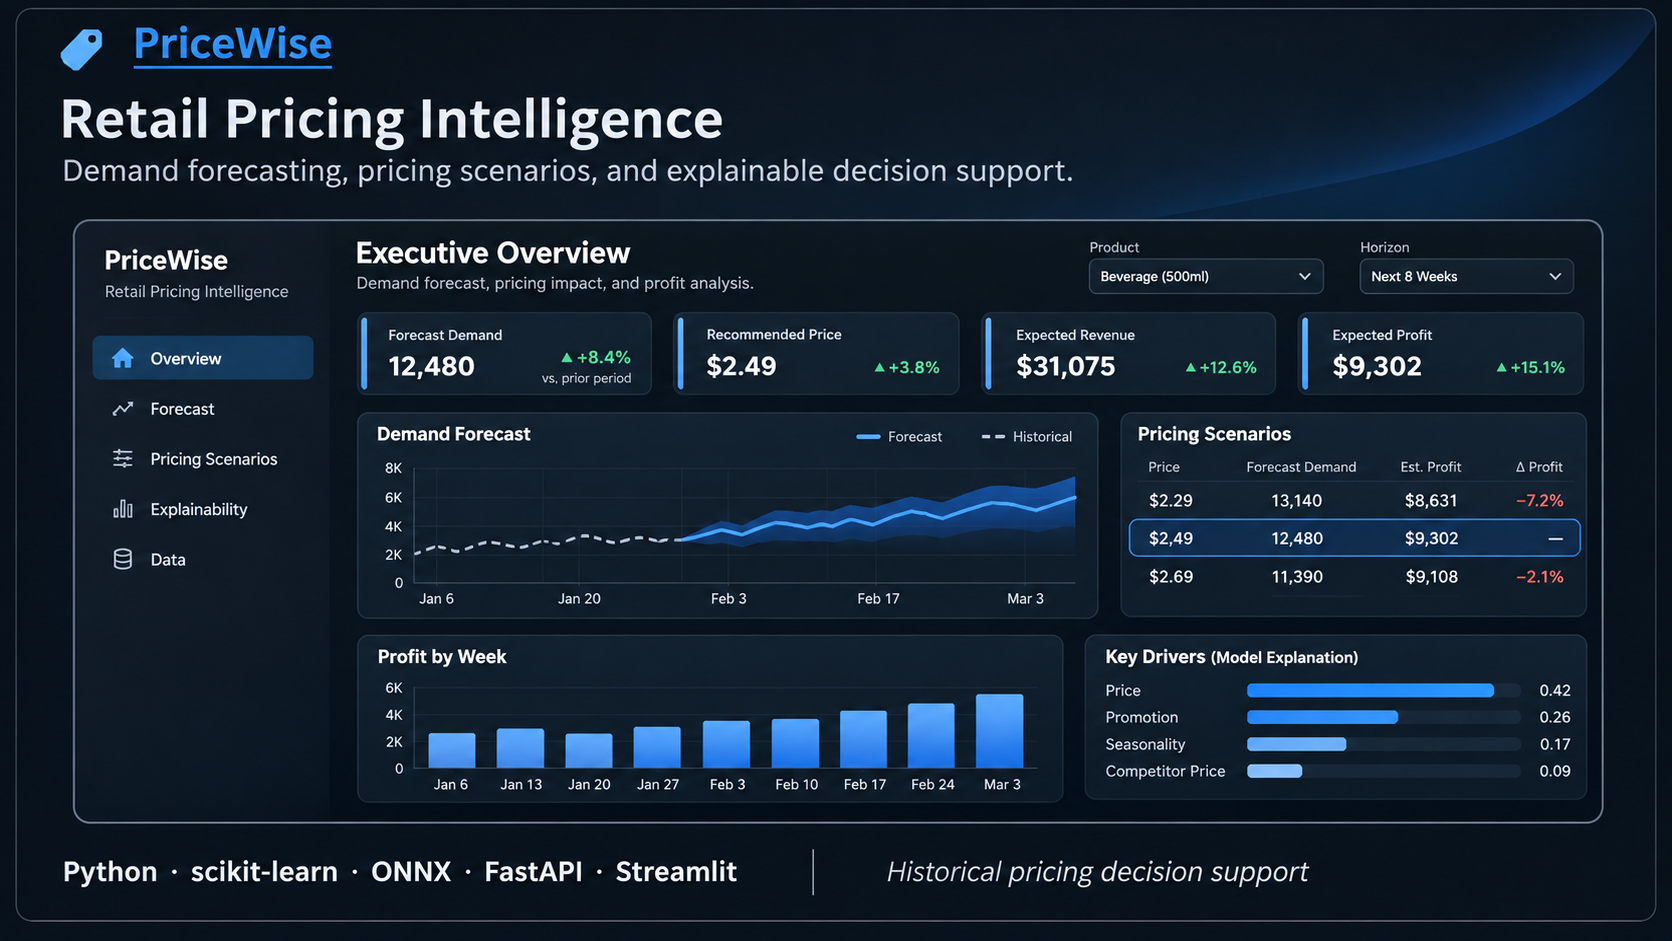 PriceWise
Retail Pricing Intelligence
Demand forecasting, pricing scenarios, and explainable decision support.
PriceWise
Retail Pricing Intelligence
Overview
Forecast
Pricing Scenarios
Explainability
Data
Executive Overview
Demand forecast, pricing impact, and profit analysis.
Product
Beverage (500ml)
Horizon
Next 8 Weeks
Forecast Demand
12,480
▲ +8.4%
vs, prior period
Recommended Price
$2.49
▲ +3.8%
Expected Revenue
$31,075
▲ +12.6%
Expected Profit
$9,302
▲ +15.1%
Demand Forecast
Forecast
Historical
8K
6K
4K
2K
0
Jan 6 Jan 20 Feb 3 Feb 17 Mar 3
Pricing Scenarios
Price Forecast Demand Est. Profit Δ Profit
$2.29 13,140 $8,631 −7.2%
$2,49 12,480 $9,302 —
$2.69 11,390 $9,108 −2.1%
Profit by Week
6K
4K
2K
0
Jan 6 Jan 13 Jan 20 Jan 27 Feb 3 Feb 10 Feb 17 Feb 24 Mar 3
Key Drivers (Model Explanation)
Price 0.42
Promotion 0.26
Seasonality 0.17
Competitor Price 0.09
Python · scikit-learn · ONNX · FastAPI · Streamlit
Historical pricing decision support